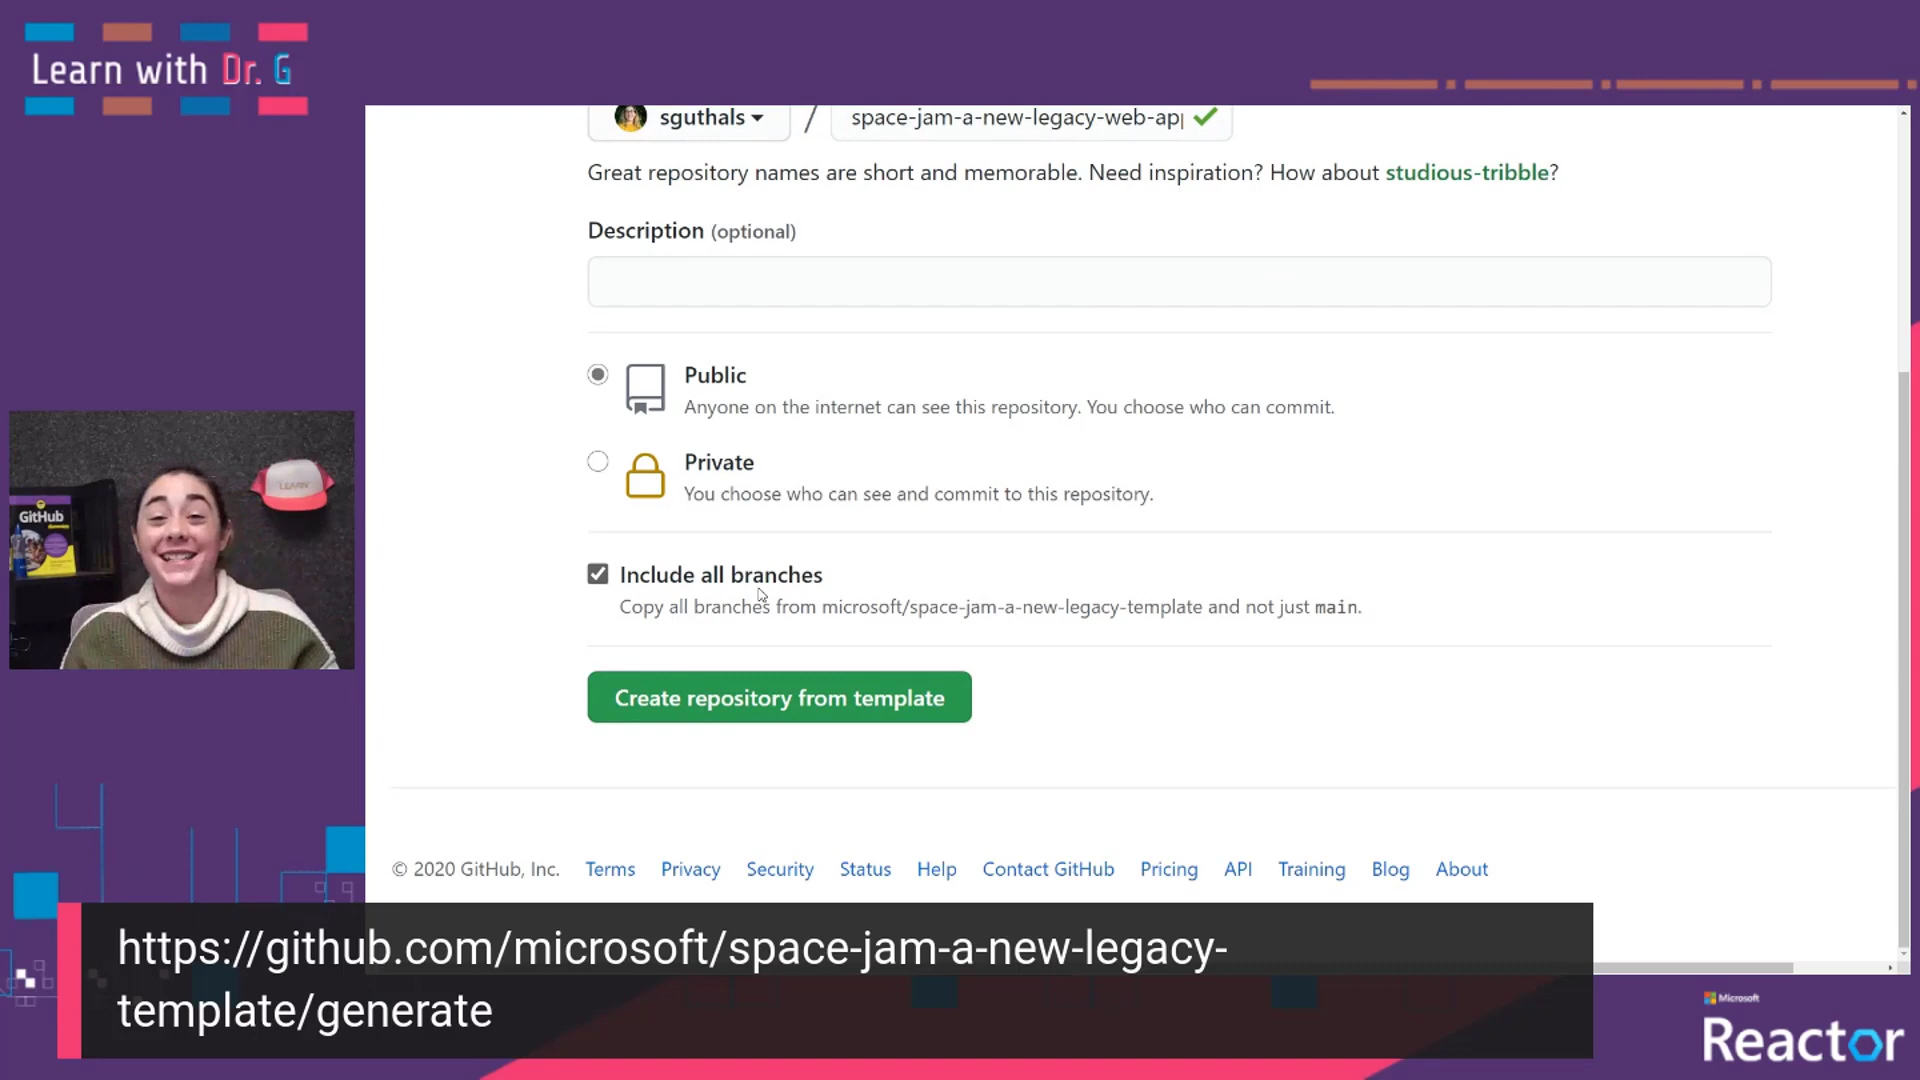 Learn with Dr. G
sguthals / space-jam-a-new-legacy-web-ap
Great repository names are short and memorable. Need inspiration? How about studious-tribble?
Description (optional)
Public
Anyone on the internet can see this repository. You choose who can commit.
Private
You choose who can see and commit to this repository.
LEARN
GitHub
Include all branches
Copy all branches from microsoft/space-jam-a-new-legacy-template and not just main.
Create repository from template
© 2020 GitHub, Inc. Terms Privacy Security Status Help Contact GitHub Pricing API Training Blog About
https://github.com/microsoft/space-jam-a-new-legacy-
template/generate
Microsoft
Reactor